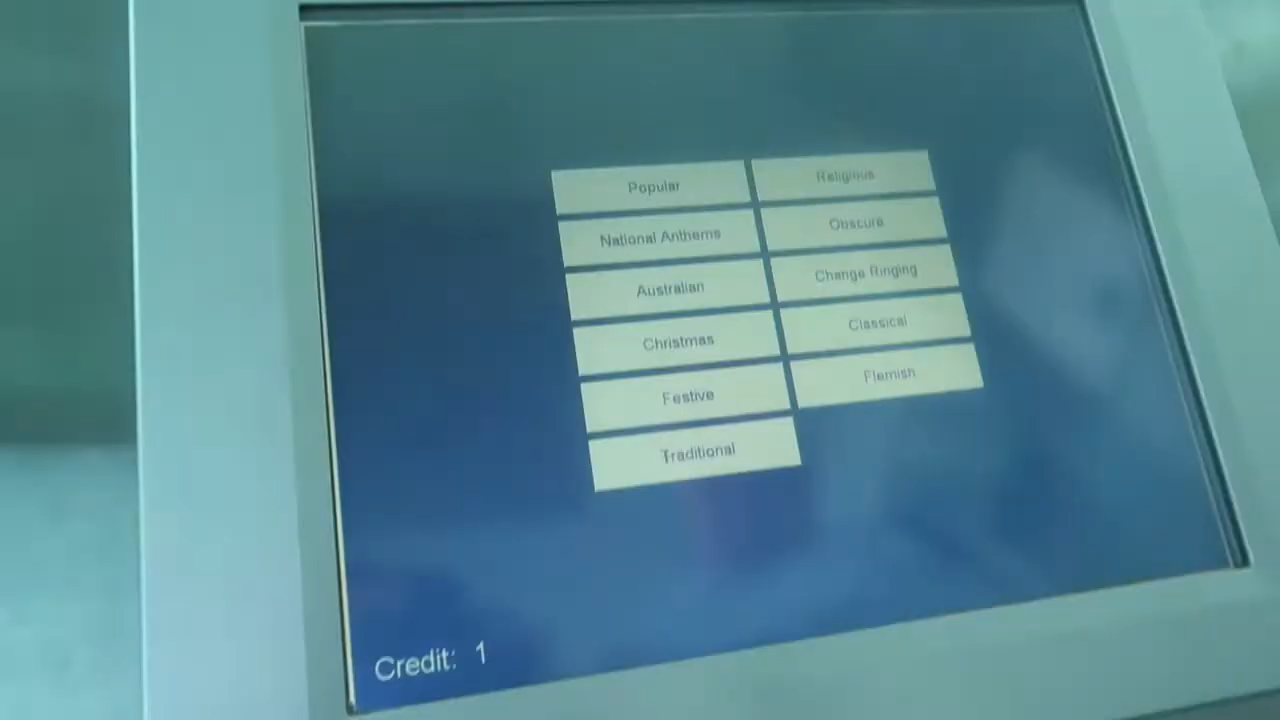 Popular
National Anthems
Australian
Christmas
Festive
Traditional
Religious
Obscure
Change Ringing
Classical
Flemish
Credit: 1